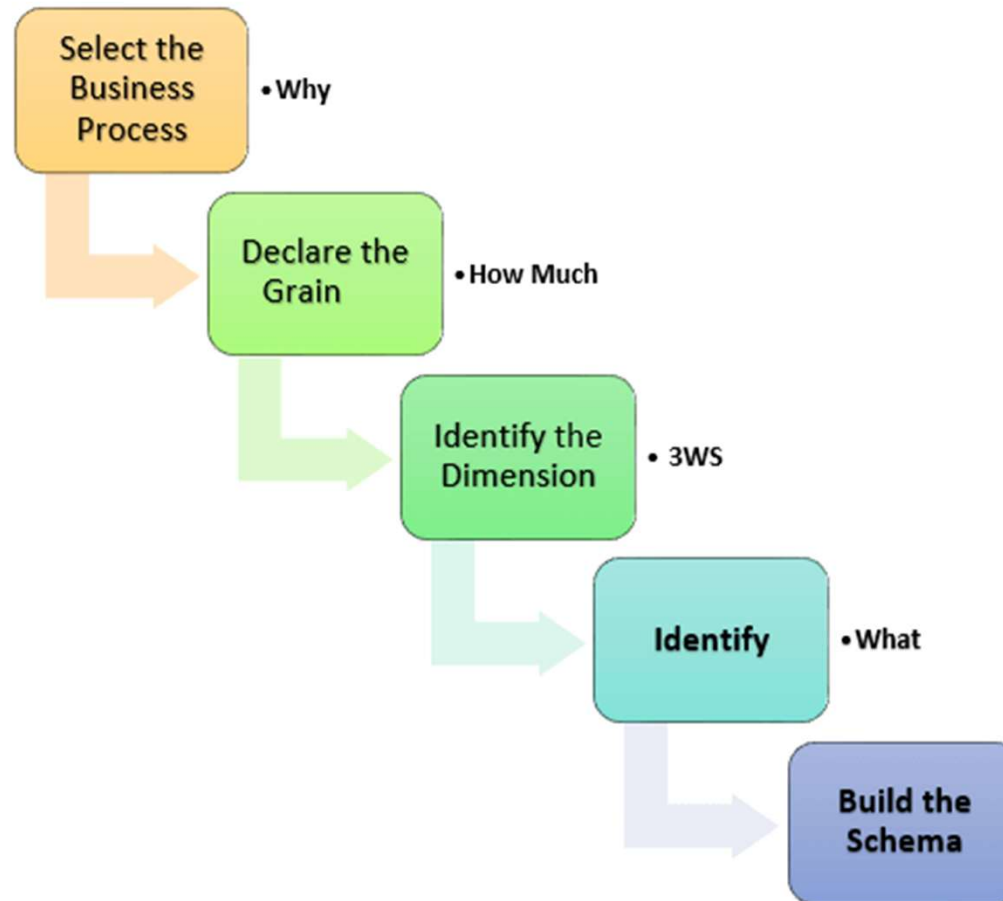 Select the
Business
Process
• Why
Declare the
Grain
• How Much
Identify the
Dimension
• 3WS
Identify
• What
Build the
Schema